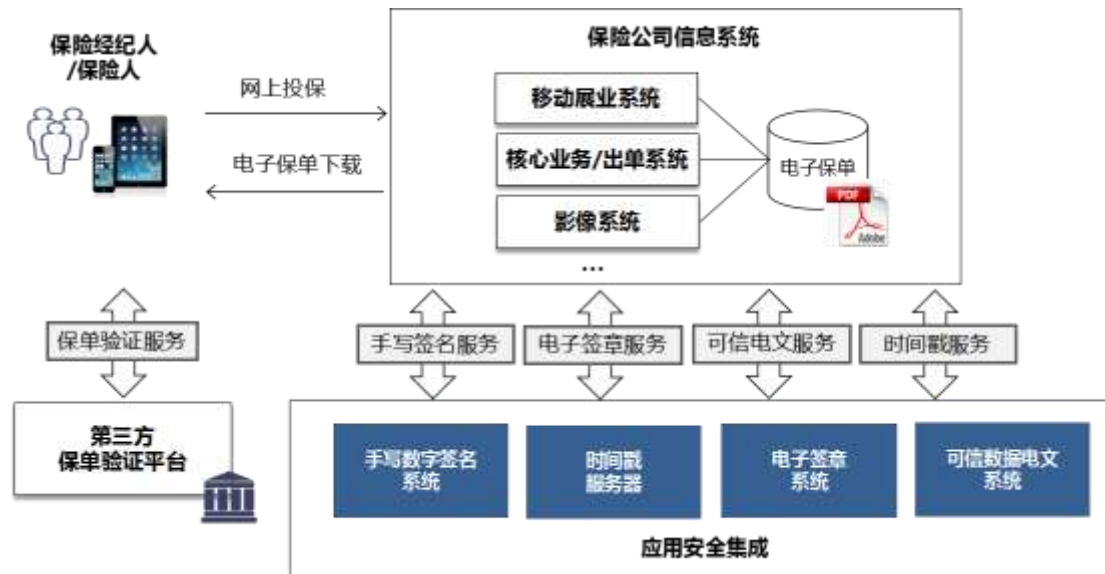 保险经纪人
/保险人
网上投保
电子保单下载
保险公司信息系统
移动展业系统
核心业务/出单系统
影像系统
...
电子保单
PDF
Adobe
保单验证服务
手写签名服务
电子签章服务
可信电文服务
时间戳服务
第三方
保单验证平台
手写数字签名
系统
时间戳
服务器
电子签章
系统
可信数据电文
系统
应用安全集成